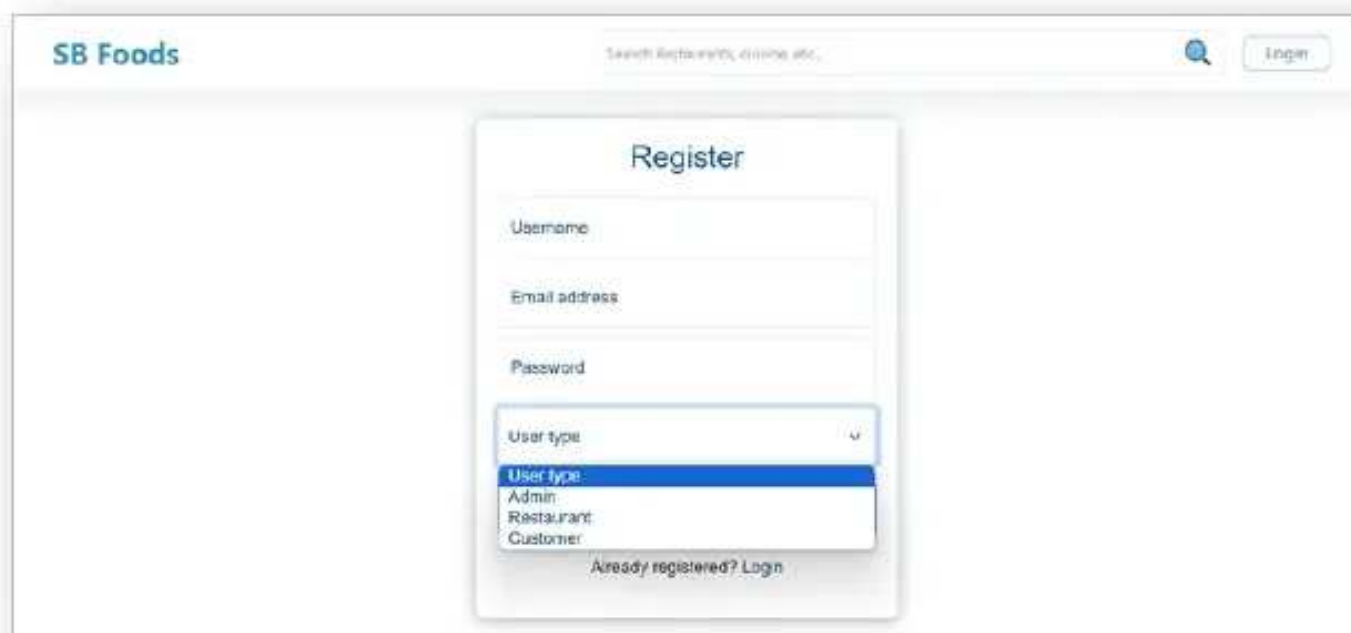 SB Foods
Search Restaurants, cuisine, etc.,
Login
Register
Username
Email address
Password
User type
User type
Admin
Restaurant
Customer
Already registered? Login